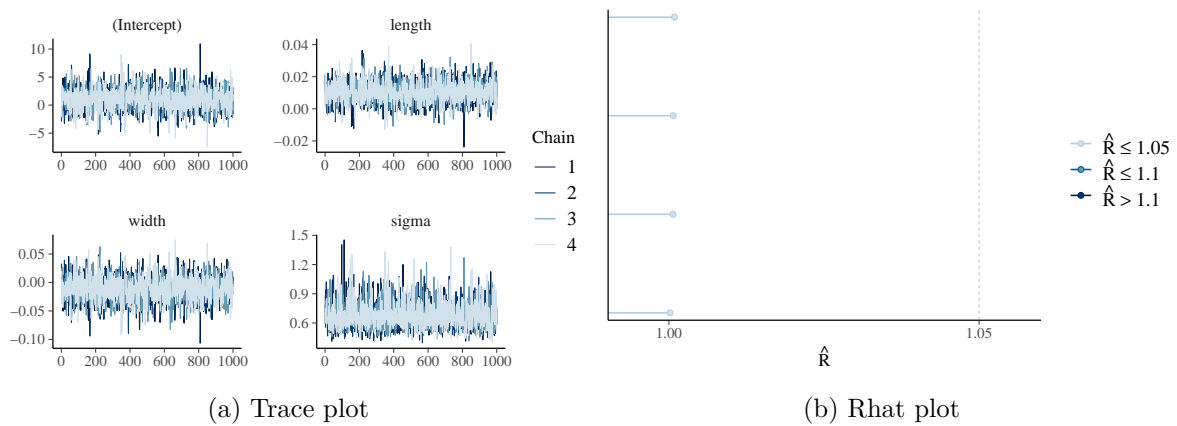 (Intercept)
length
10
5
0
−5
0 200 400 600 800 1000
0.04
0.02
0.00
−0.02
0 200 400 600 800 1000
width
sigma
0.05
0.00
−0.05
−0.10
0 200 400 600 800 1000
1.5
1.2
0.9
0.6
0 200 400 600 800 1000
Chain
1
2
3
4
(a) Trace plot
1.00 1.05
R̂
R̂ ≤ 1.05
R̂ ≤ 1.1
R̂ > 1.1
(b) Rhat plot